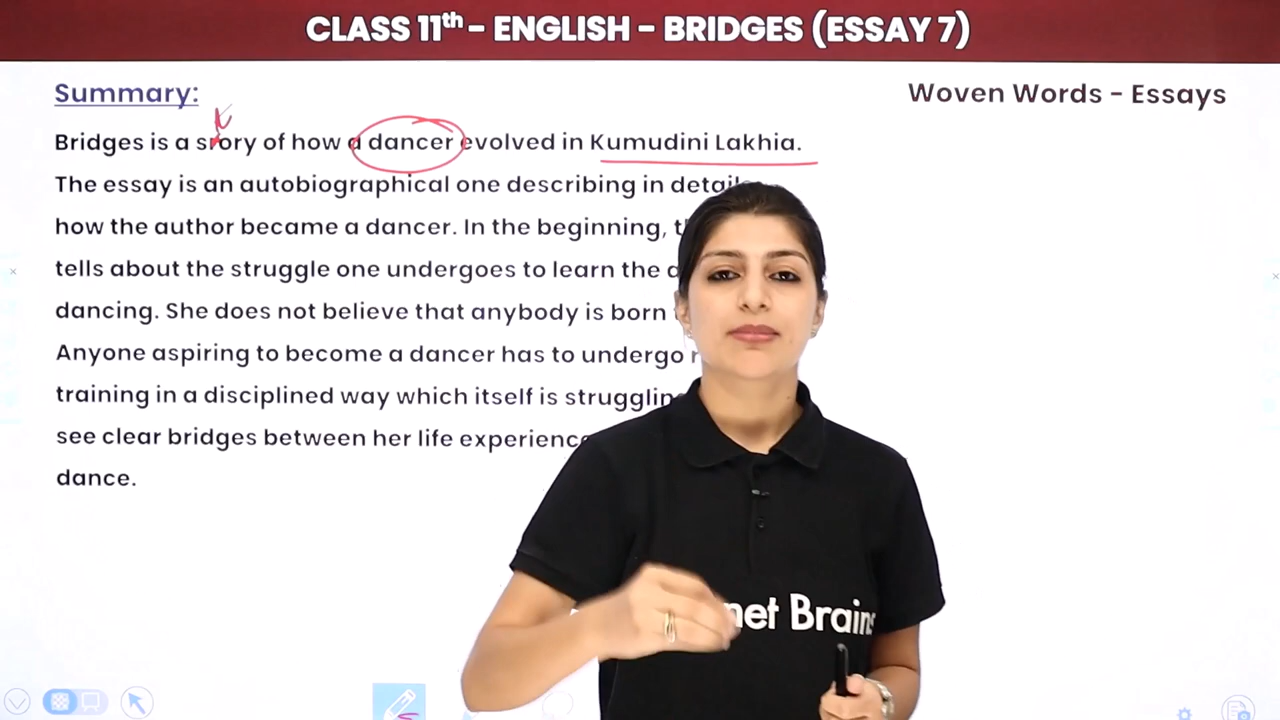 CLASS 11th - ENGLISH - BRIDGES (ESSAY 7)
Summary:
Woven Words - Essays
t
Bridges is a srory of how a dancer evolved in Kumudini Lakhia.
The essay is an autobiographical one describing in detail
how the author became a dancer. In the beginning,
tells about the struggle one undergoes to learn the
dancing. She does not believe that anybody is born
Anyone aspiring to become a dancer has to undergo
training in a disciplined way which itself is
see clear bridges between her life
dance.
net Brains